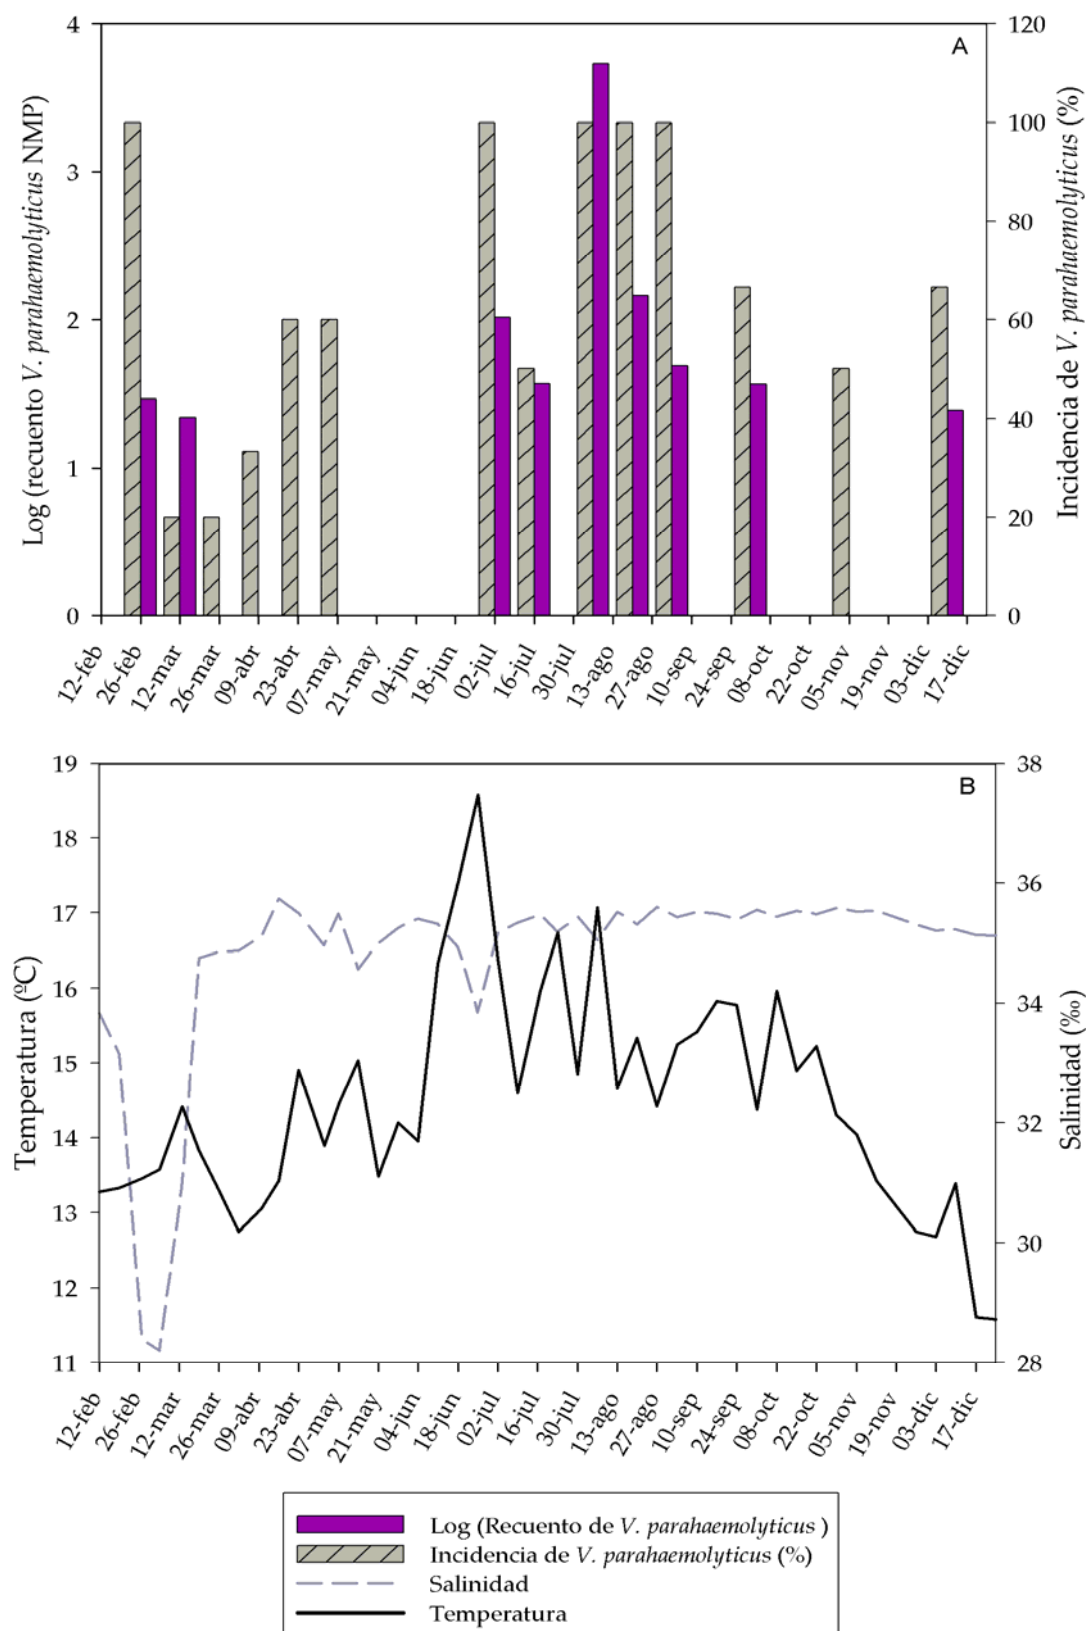 A
Log (recuento V. parahaemolyticus NMP)
Incidencia de V. parahaemolyticus (%)
4
3
2
1
0
120
100
80
60
40
20
0
12-feb
26-feb
12-mar
26-mar
09-abr
23-abr
07-may
21-may
04-jun
18-jun
02-jul
16-jul
30-jul
13-ago
27-ago
10-sep
24-sep
08-oct
22-oct
05-nov
19-nov
03-dic
17-dic
B
Temperatura (ºC)
Salinidad (‰)
19
18
17
16
15
14
13
12
11
38
36
34
32
30
28
12-feb
26-feb
12-mar
26-mar
09-abr
23-abr
07-may
21-may
04-jun
18-jun
02-jul
16-jul
30-jul
13-ago
27-ago
10-sep
24-sep
08-oct
22-oct
05-nov
19-nov
03-dic
17-dic
Log (Recuento de V. parahaemolyticus )
Incidencia de V. parahaemolyticus (%)
Salinidad
Temperatura